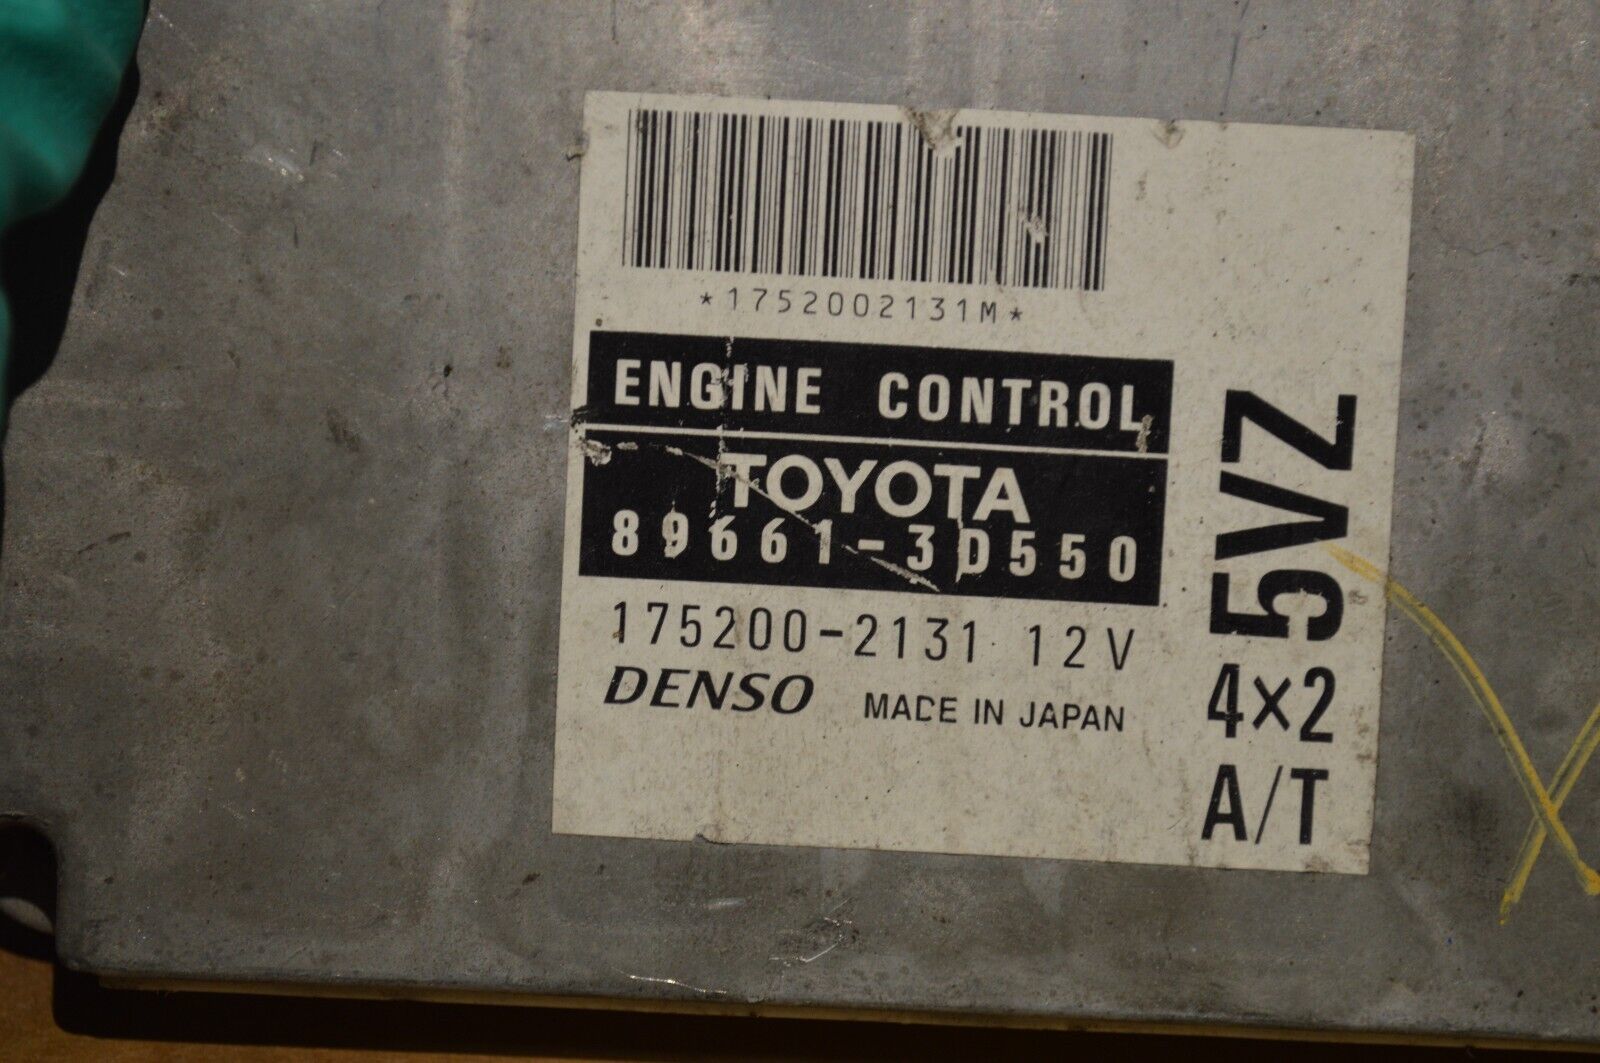 *1752002131M*
ENGINE CONTROL
TOYOTA
89661-3D550
175200-2131 12V
DENSO MADE IN JAPAN
5VZ
4×2
A/T